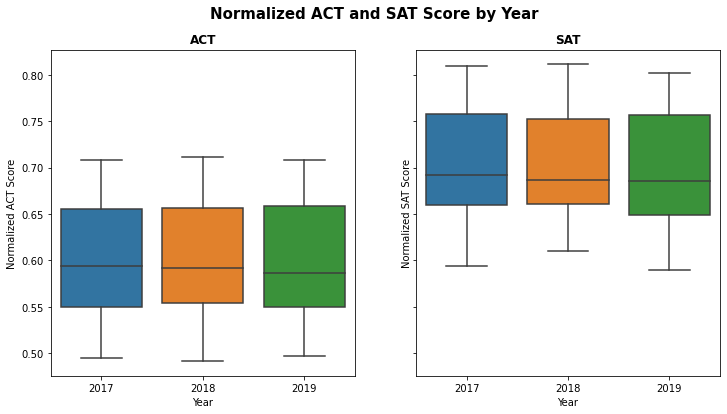 Normalized ACT and SAT Score by Year
ACT
Normalized ACT Score
0.80
0.75
0.70
0.65
0.60
0.55
0.50
2017
2018
2019
Year
SAT
Normalized SAT Score
2017
2018
2019
Year